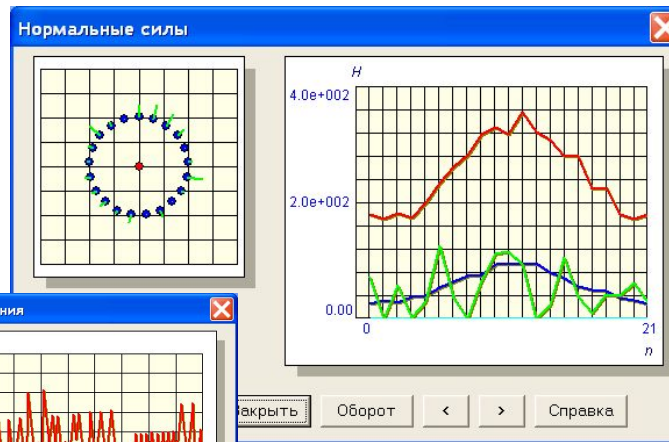 Нормальные силы
Н
4.0e+002
2.0e+002
0.00
0
21
n
ния
Закрыть
Оборот
<
>
Справка